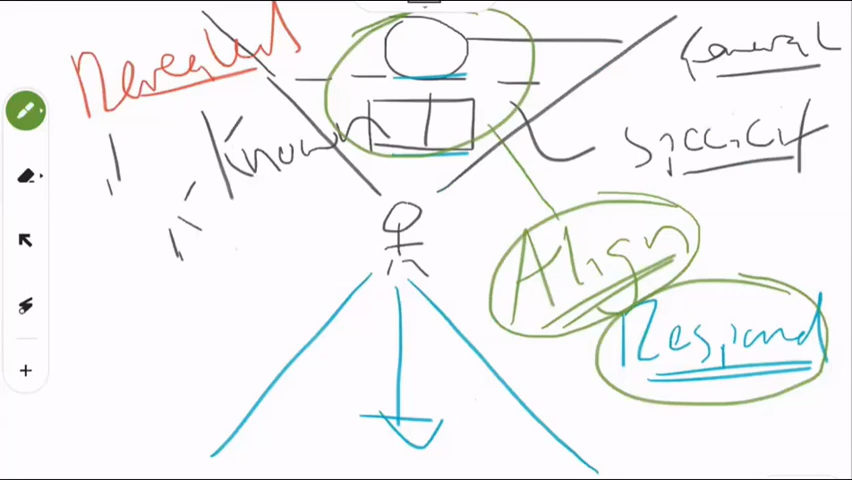 Revealed
General
Known
Specific
Align
Respond